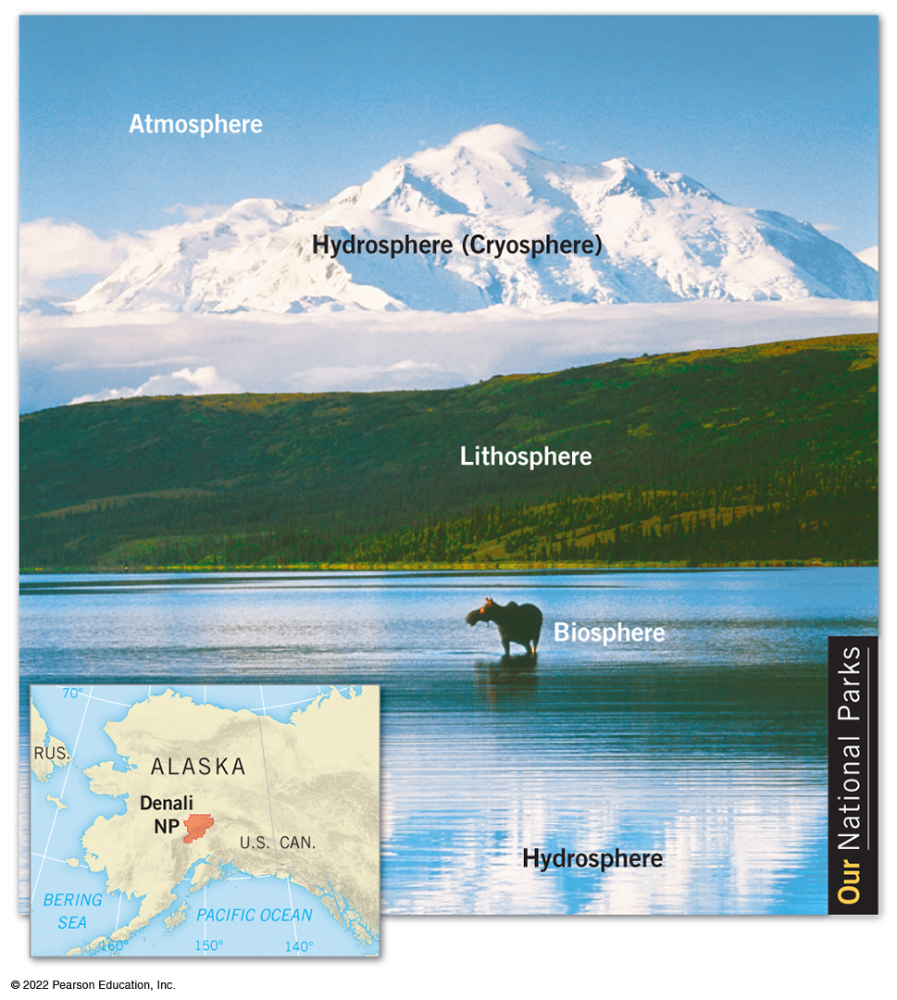 Atmosphere
Hydrosphere (Cryosphere)
Lithosphere
Biosphere
Hydrosphere
Our National Parks
70°
RUS.
ALASKA
Denali
NP
U.S. CAN.
BERING
SEA
PACIFIC OCEAN
160°
150°
140°
© 2022 Pearson Education, Inc.